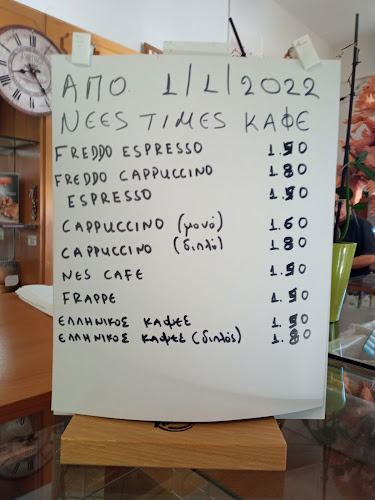 ΑΠΟ 1/1/2022
NEES TIMES ΚΑΦΕ
FREDDO ESPRESSO 1.50
FREDDO CAPPUCCINO 1.80
ESPRESSO 1.50
CAPPUCCINO (μονό) 1.60
CAPPUCCINO (διπλό) 1.80
NES CAFE 1.50
FRAPPE 1.50
ΕΛΛΗΝΙΚΟΣ ΚΑΦΕΣ 1.50
ΕΛΛΗΝΙΚΟΣ ΚΑΦΕΣ (διπλός) 1.80